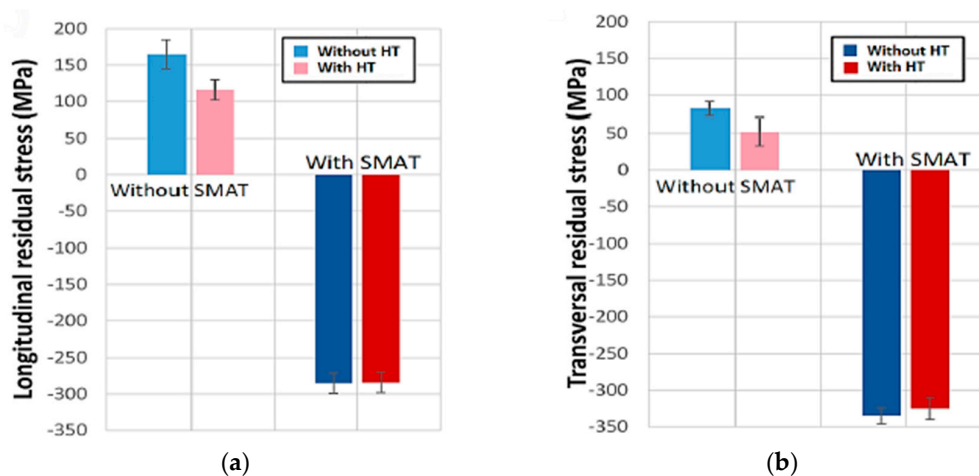 Longitudinal residual stress (MPa)
200
150
100
50
0
-50
-100
-150
-200
-250
-300
-350
Without HT
With HT
Without SMAT
With SMAT
(a)
Transversal residual stress (MPa)
200
150
100
50
0
-50
-100
-150
-200
-250
-300
-350
Without HT
With HT
Without SMAT
With SMAT
(b)